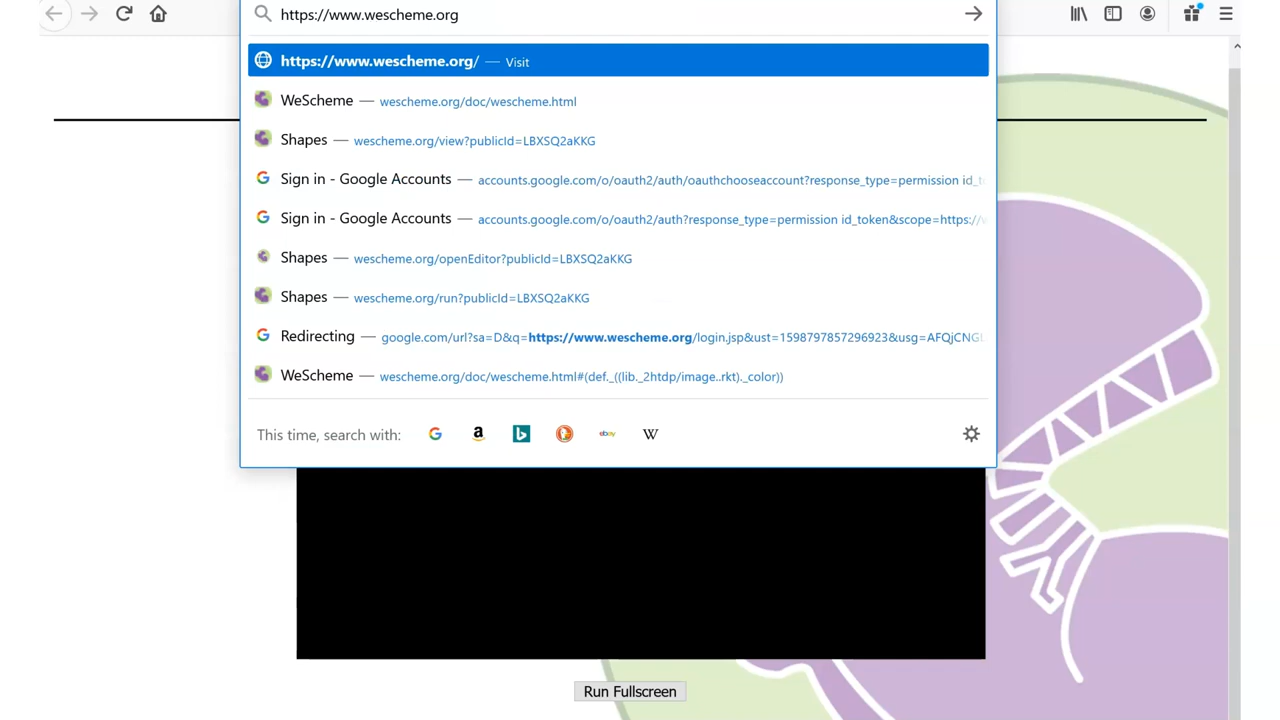 https://www.wescheme.org
https://www.wescheme.org/ — Visit
WeScheme — wescheme.org/doc/wescheme.html
Shapes — wescheme.org/view?publicId=LBXSQ2aKKG
Sign in - Google Accounts — accounts.google.com/o/oauth2/auth/oauthchooseaccount?response_type=permission id_t
Sign in - Google Accounts — accounts.google.com/o/oauth2/auth?response_type=permission id_token&scope=https://
Shapes — wescheme.org/openEditor?publicId=LBXSQ2aKKG
Shapes — wescheme.org/run?publicId=LBXSQ2aKKG
Redirecting — google.com/url?sa=D&q=https://www.wescheme.org/login.jsp&ust=1598797857296923&usg=AFQjCNG
WeScheme — wescheme.org/doc/wescheme.html#(def._((lib._2htdp/image..rkt)._color))
This time, search with: G a b ebay W
Run Fullscreen